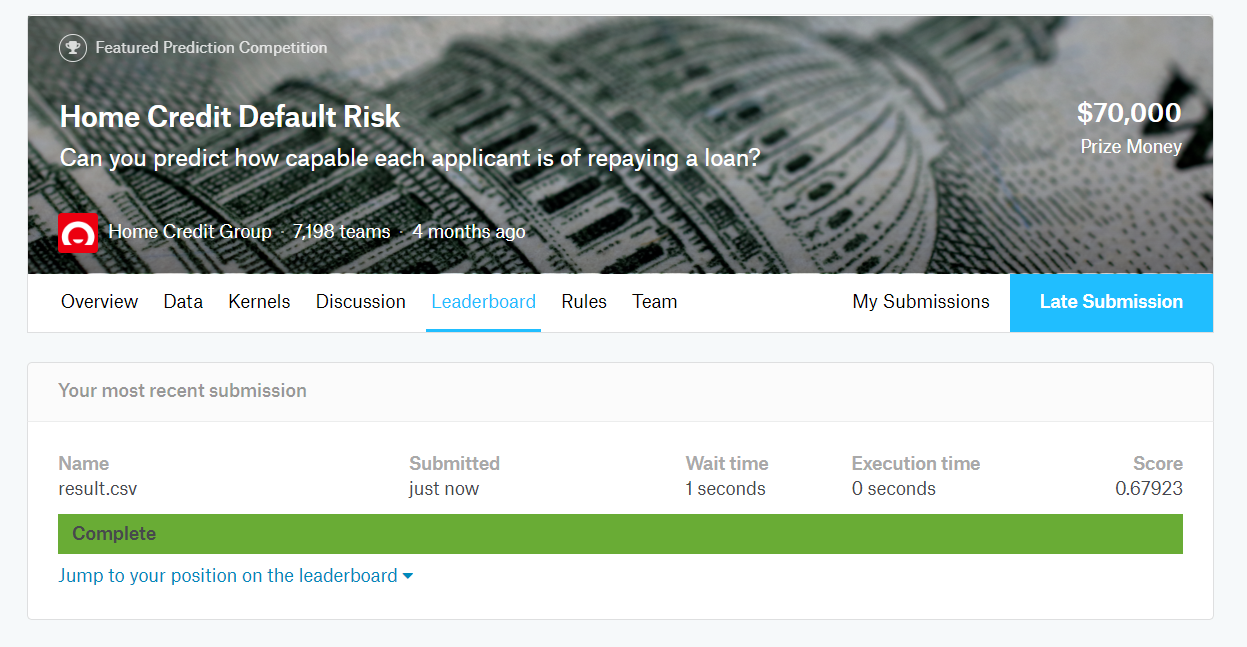 Featured Prediction Competition
Home Credit Default Risk
Can you predict how capable each applicant is of repaying a loan?
$70,000
Prize Money
Home Credit Group · 7,198 teams · 4 months ago
Overview Data Kernels Discussion Leaderboard Rules Team My Submissions Late Submission
Your most recent submission
Name Submitted Wait time Execution time Score
result.csv just now 1 seconds 0 seconds 0.67923
Complete
Jump to your position on the leaderboard